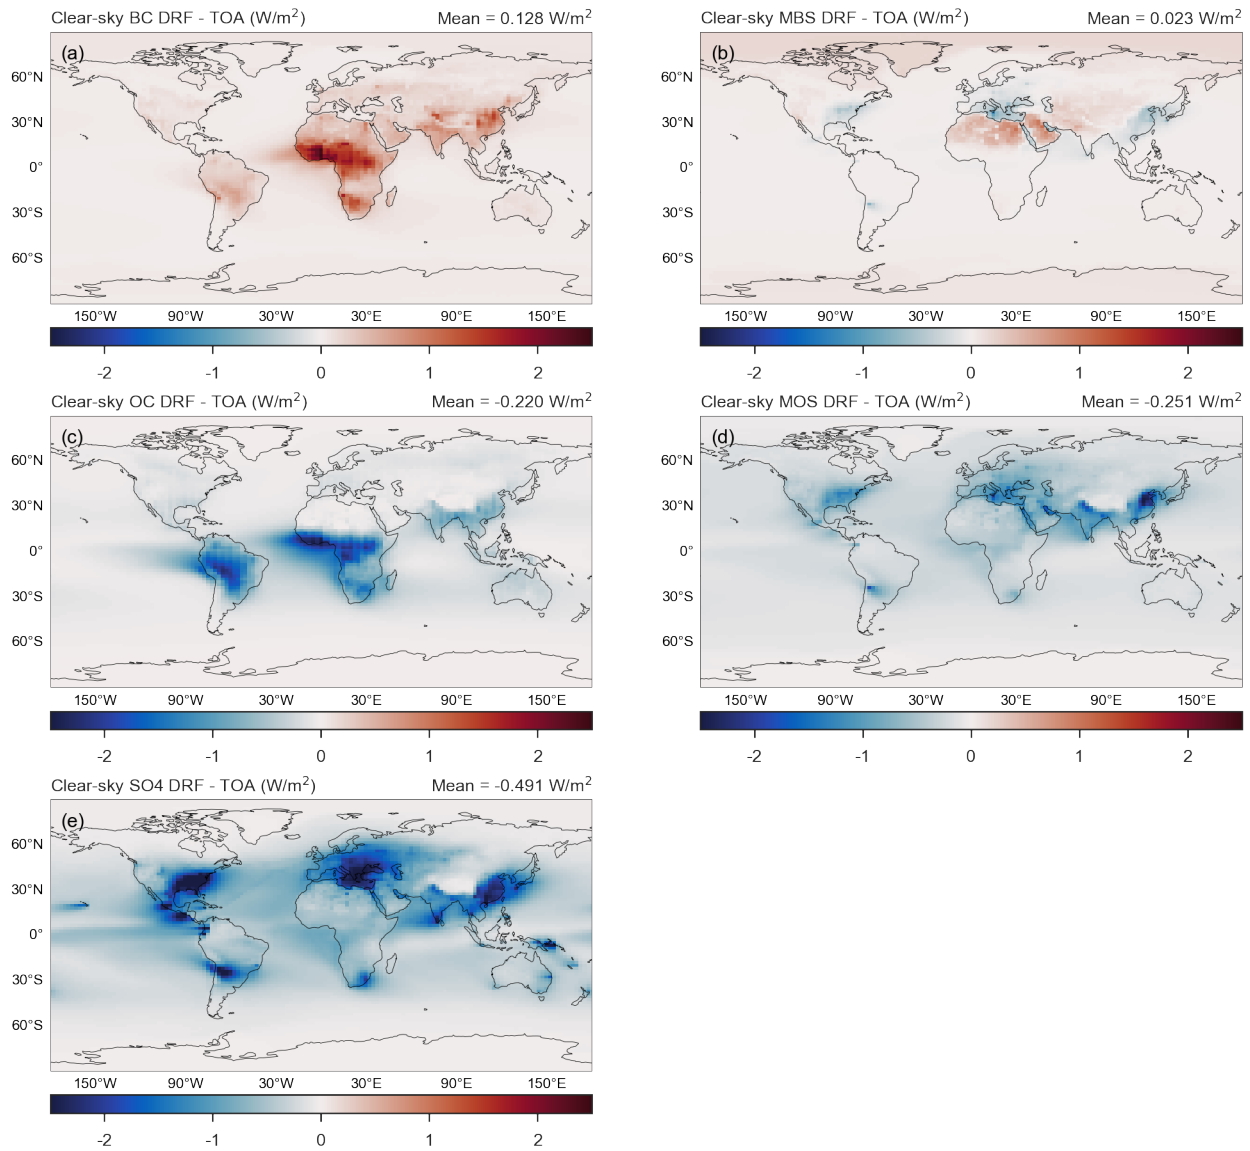 Clear-sky BC DRF - TOA (W/m²) Mean = 0.128 W/m²
(a)
60°N
30°N
0°
30°S
60°S
150°W 90°W 30°W 30°E 90°E 150°E
-2 -1 0 1 2
Clear-sky MBS DRF - TOA (W/m²) Mean = 0.023 W/m²
(b)
60°N
30°N
0°
30°S
60°S
150°W 90°W 30°W 30°E 90°E 150°E
-2 -1 0 1 2
Clear-sky OC DRF - TOA (W/m²) Mean = -0.220 W/m²
(c)
60°N
30°N
0°
30°S
60°S
150°W 90°W 30°W 30°E 90°E 150°E
-2 -1 0 1 2
Clear-sky MOS DRF - TOA (W/m²) Mean = -0.251 W/m²
(d)
60°N
30°N
0°
30°S
60°S
150°W 90°W 30°W 30°E 90°E 150°E
-2 -1 0 1 2
Clear-sky SO4 DRF - TOA (W/m²) Mean = -0.491 W/m²
(e)
60°N
30°N
0°
30°S
60°S
150°W 90°W 30°W 30°E 90°E 150°E
-2 -1 0 1 2